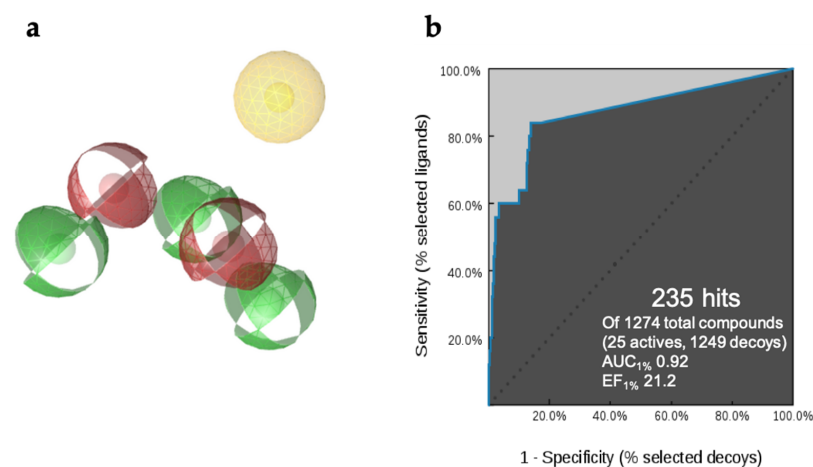 a
b
100.0%
80.0%
60.0%
40.0%
20.0%
Sensitivity (% selected ligands)
235 hits
Of 1274 total compounds
(25 actives, 1249 decoys)
AUC1% 0.92
EF1% 21.2
20.0% 40.0% 60.0% 80.0% 100.0%
1 - Specificity (% selected decoys)